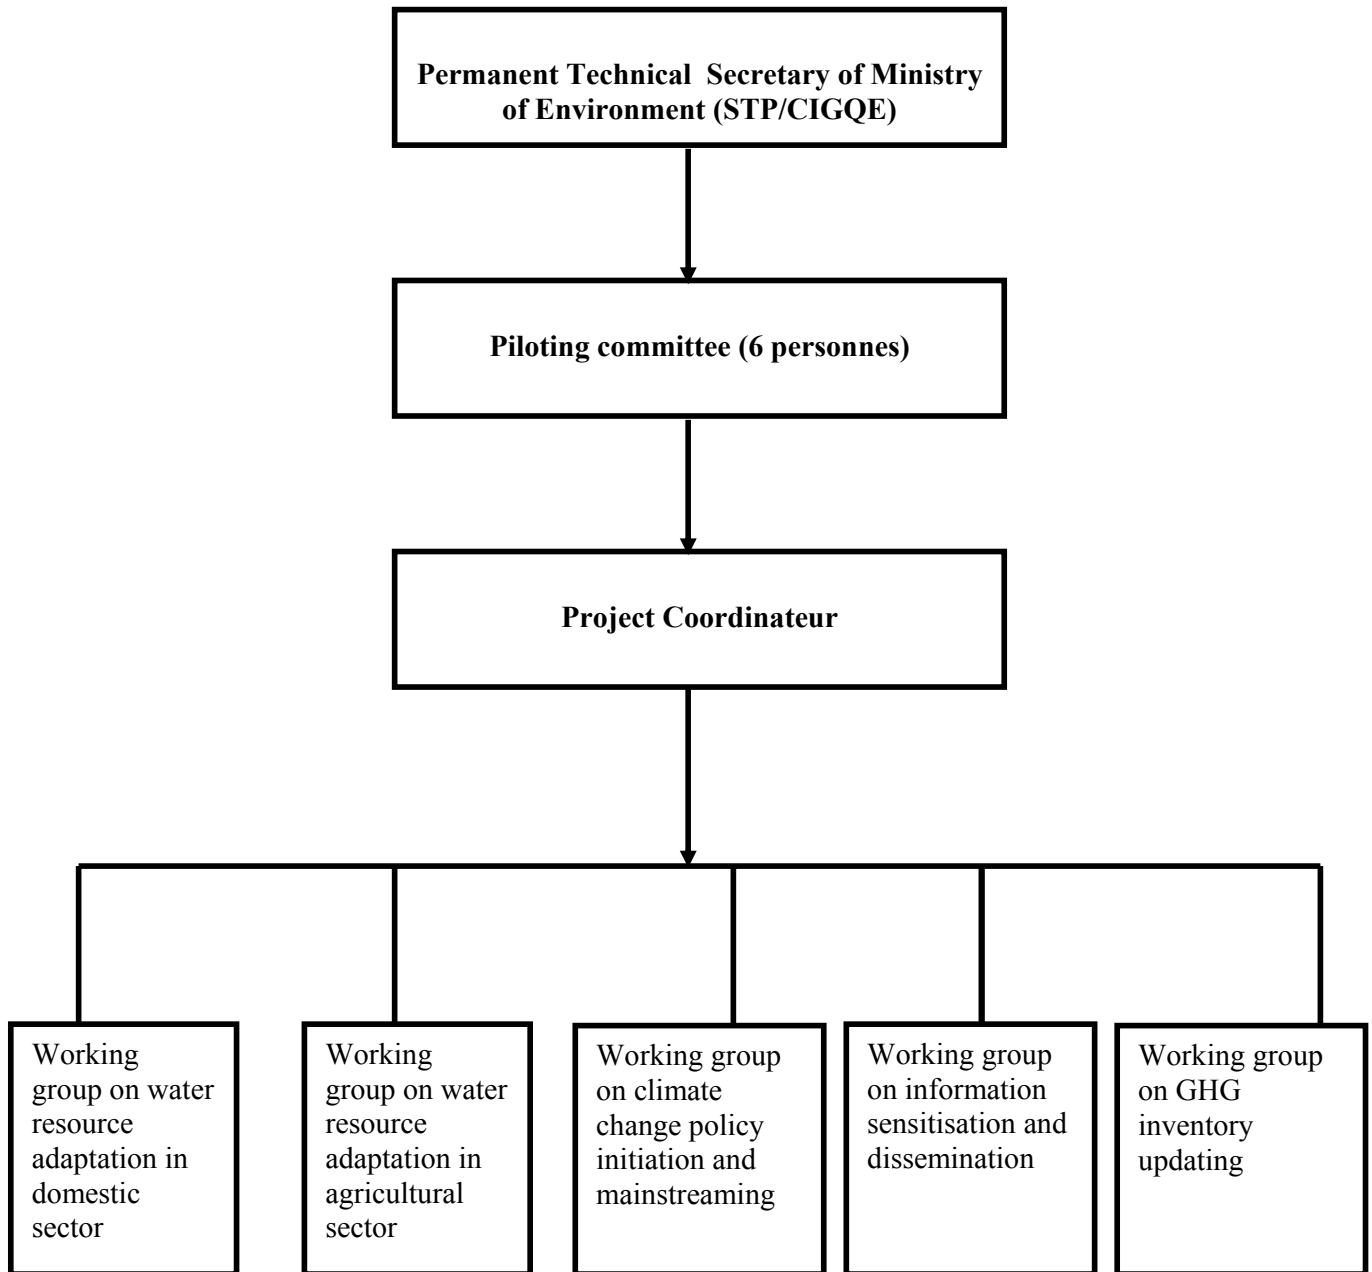 Permanent Technical  Secretary of Ministry
of Environment (STP/CIGQE)
Piloting committee (6 personnes)
Project Coordinateur
Working
group on water
resource
adaptation in
domestic
sector
Working
group on water
resource
adaptation in
agricultural
sector
Working group
on climate
change policy
initiation and
mainstreaming
Working group
on information
sensitisation and
dissemination
Working group
on GHG
inventory
updating